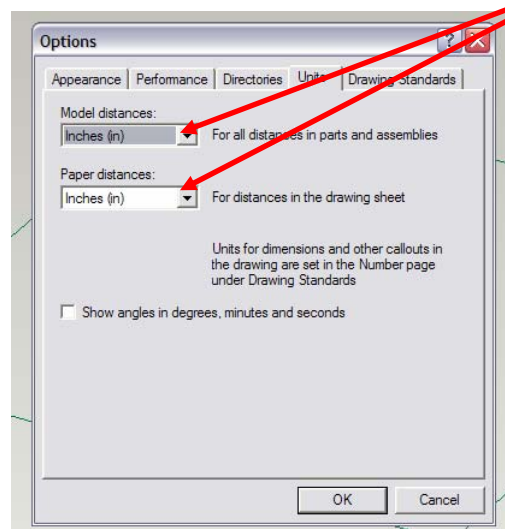 Options
Appearance
Performance
Directories
Units
Drawing Standards
Model distances:
Inches (in)
For all distances in parts and assemblies
Paper distances:
Inches (in)
For distances in the drawing sheet
Units for dimensions and other callouts in
the drawing are set in the Number page
under Drawing Standards
Show angles in degrees, minutes and seconds
OK
Cancel